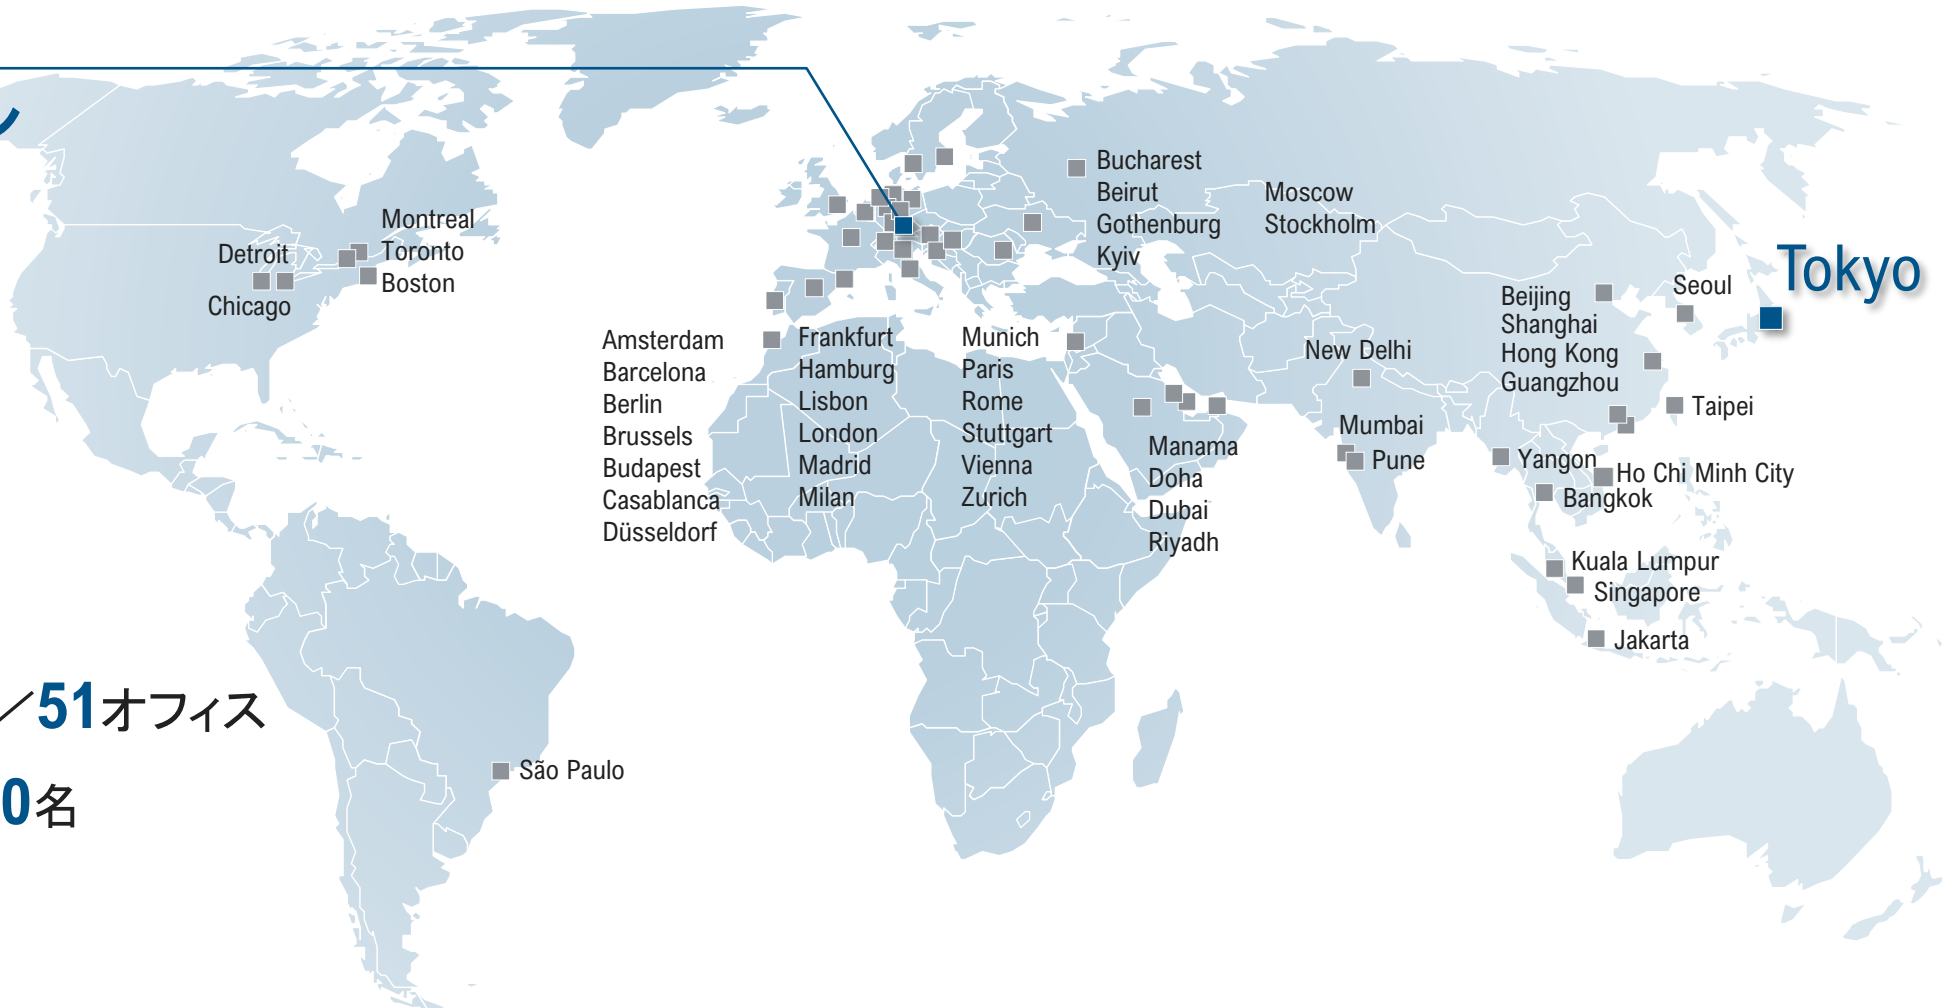 Montreal
Toronto
Boston
Detroit
Chicago
Amsterdam
Barcelona
Berlin
Brussels
Budapest
Casablanca
Düsseldorf
Frankfurt
Hamburg
Lisbon
London
Madrid
Milan
Munich
Paris
Rome
Stuttgart
Vienna
Zurich
Bucharest
Beirut
Gothenburg
Kyiv
Moscow
Stockholm
Manama
Doha
Dubai
Riyadh
New Delhi
Mumbai
Pune
Beijing
Shanghai
Hong Kong
Guangzhou
Seoul
Tokyo
Taipei
Yangon
Ho Chi Minh City
Bangkok
Kuala Lumpur
Singapore
Jakarta
São Paulo
／51オフィス
0名